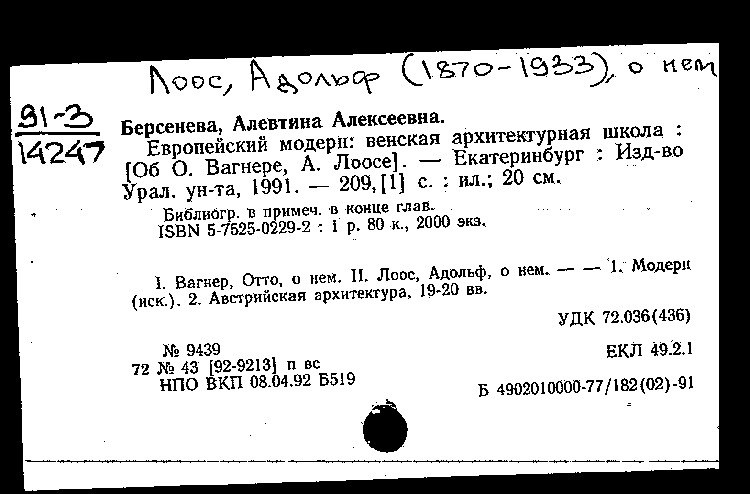 Лоос, Адольф (1870-1933), о нем
91-3
14247
Берсенева, Алевтина Алексеевна.
Европейский модерн: венская архитектурная школа :
[Об О. Вагнере, А. Лоосе]. — Екатеринбург : Изд-во
Урал. ун-та, 1991. — 209,[1] с. : ил.; 20 см.
Библиогр. в примеч. в конце глав.
ISBN 5-7525-0229-2 : 1 р. 80 к., 2000 экз.
I. Вагнер, Отто, о нем. II. Лоос, Адольф, о нем. — — 1. Модерн
(иск.). 2. Австрийская архитектура, 19-20 вв.
УДК 72.036(436)
№ 9439
ЕКЛ 49.2.1
72 № 43 [92-9213] п вс
НПО ВКП 08.04.92 Б519
Б 4902010000-77/182(02)-91